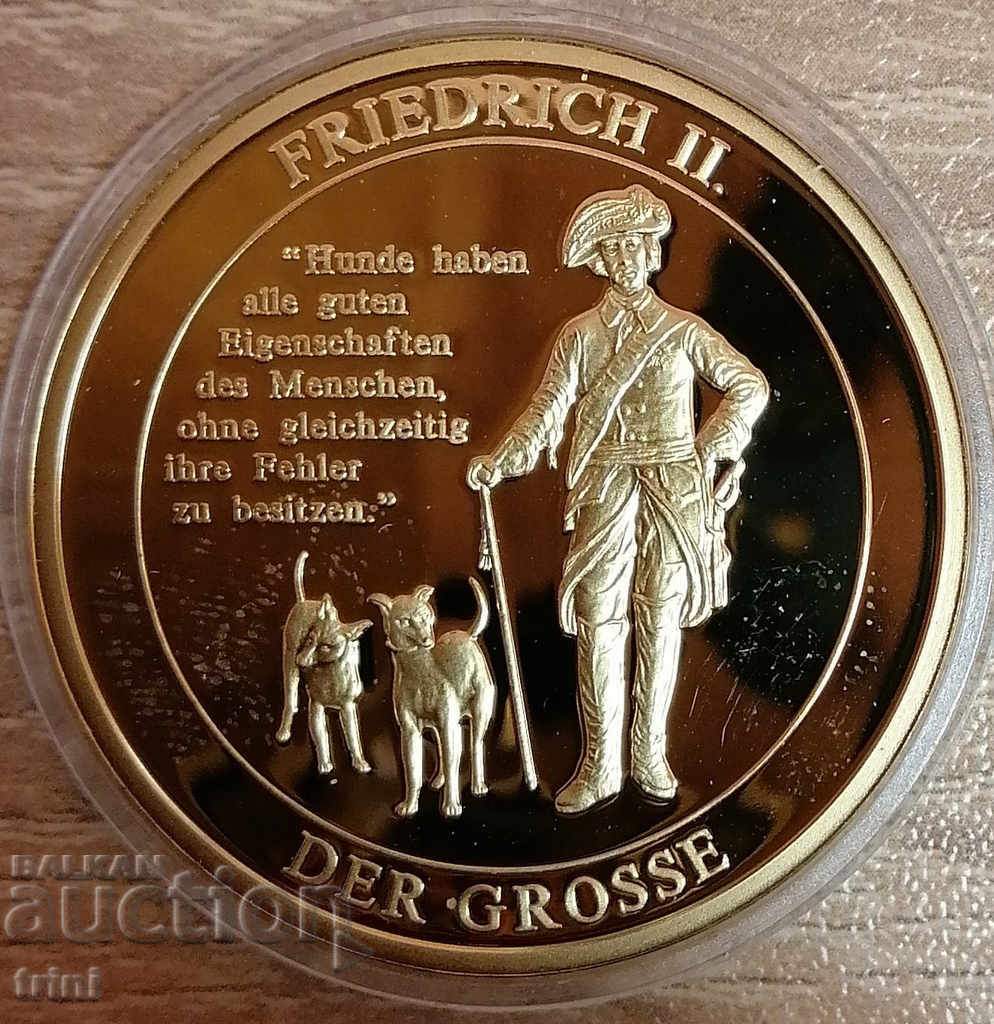 FRIEDRICH II.
“Hunde haben
alle guten
Eigenschaften
des Menschen,
ohne gleichzeitig
ihre Fehler
zu besitzen.”
DER GROSSE
BALKAN
auction
trini